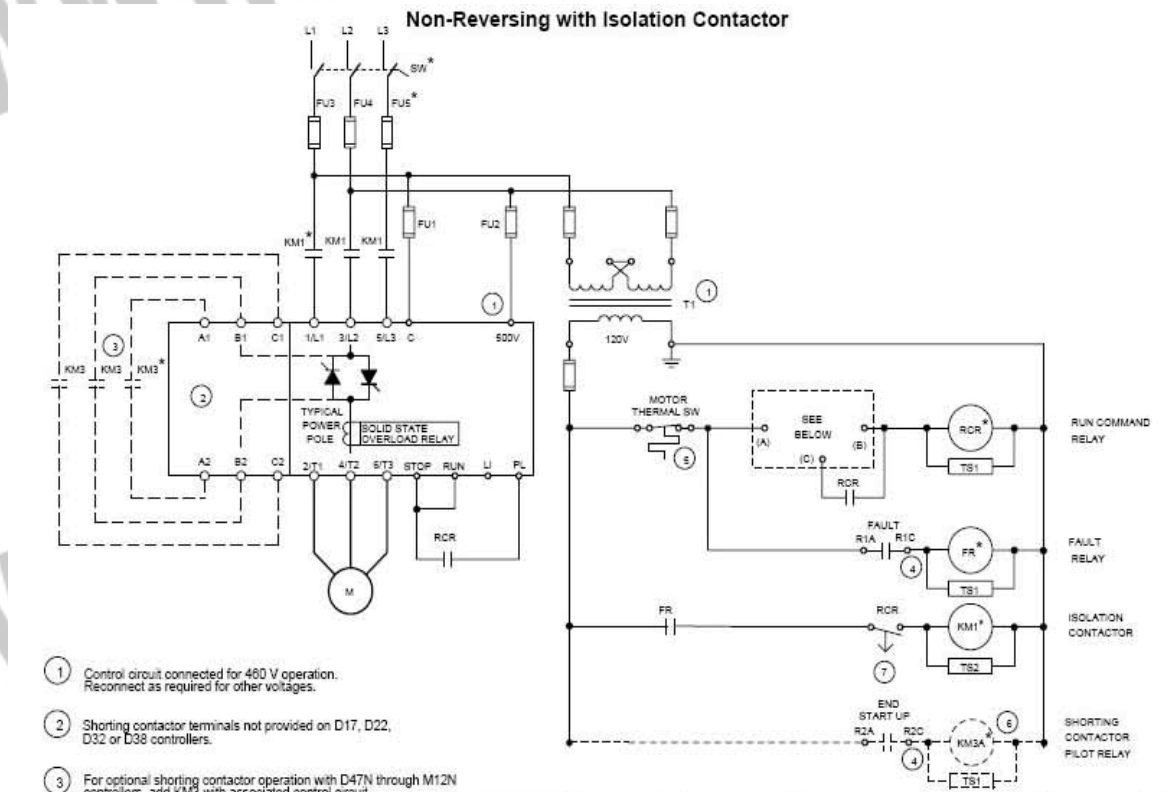 Non-Reversing with Isolation Contactor
L1 L2 L3
SW*
FU3 FU4 FU5*
FU1 FU2
KM1* KM1 KM1
1
T1 1
A1 B1 C1 1/L1 3/L2 5/L3 C 500V
120V
3
KM3 KM3 KM3*
2
TYPICAL
POWER
POLE
SOLID STATE
OVERLOAD RELAY
A2 B2 C2 2/T1 4/T2 6/T3 STOP RUN LI PL
RCR
M
MOTOR
THERMAL SW
5
SEE
BELOW
(A) (B)
(C)
RCR
RCR*
TS1
RUN COMMAND
RELAY
FAULT
R1A R1C
4
FR*
TS1
FAULT
RELAY
FR
RCR
7
KM1*
TS2
ISOLATION
CONTACTOR
END
START UP
R2A R2C
4
KM3A*
6
TS1
SHORTING
CONTACTOR
PILOT RELAY
1 Control circuit connected for 460 V operation.
Reconnect as required for other voltages.
2 Shorting contactor terminals not provided on D17, D22,
D32 or D38 controllers.
3 For optional shorting contactor operation with D47N through M12N
controllers, add KM3 with associated control circuit